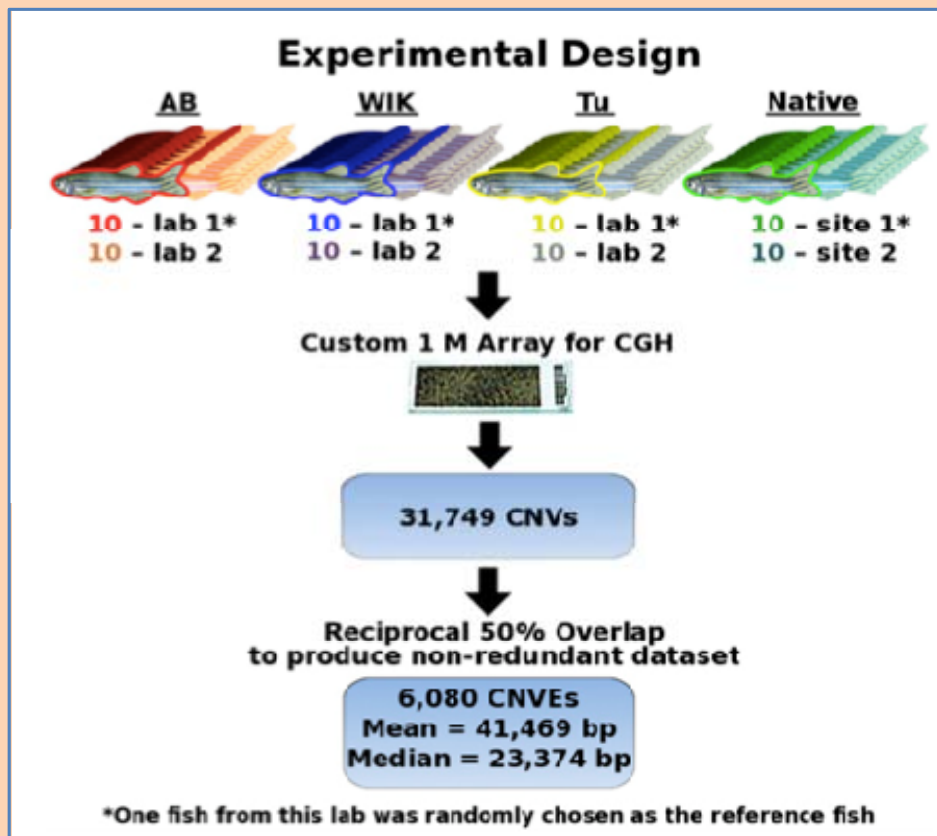 Experimental Design
AB WIK Tu Native
10 – lab 1* 10 – lab 1* 10 – lab 1* 10 – site 1*
10 – lab 2 10 – lab 2 10 – lab 2 10 – site 2
Custom 1 M Array for CGH
31,749 CNVs
Reciprocal 50% Overlap
to produce non-redundant dataset
6,080 CNVEs
Mean = 41,469 bp
Median = 23,374 bp
*One fish from this lab was randomly chosen as the reference fish